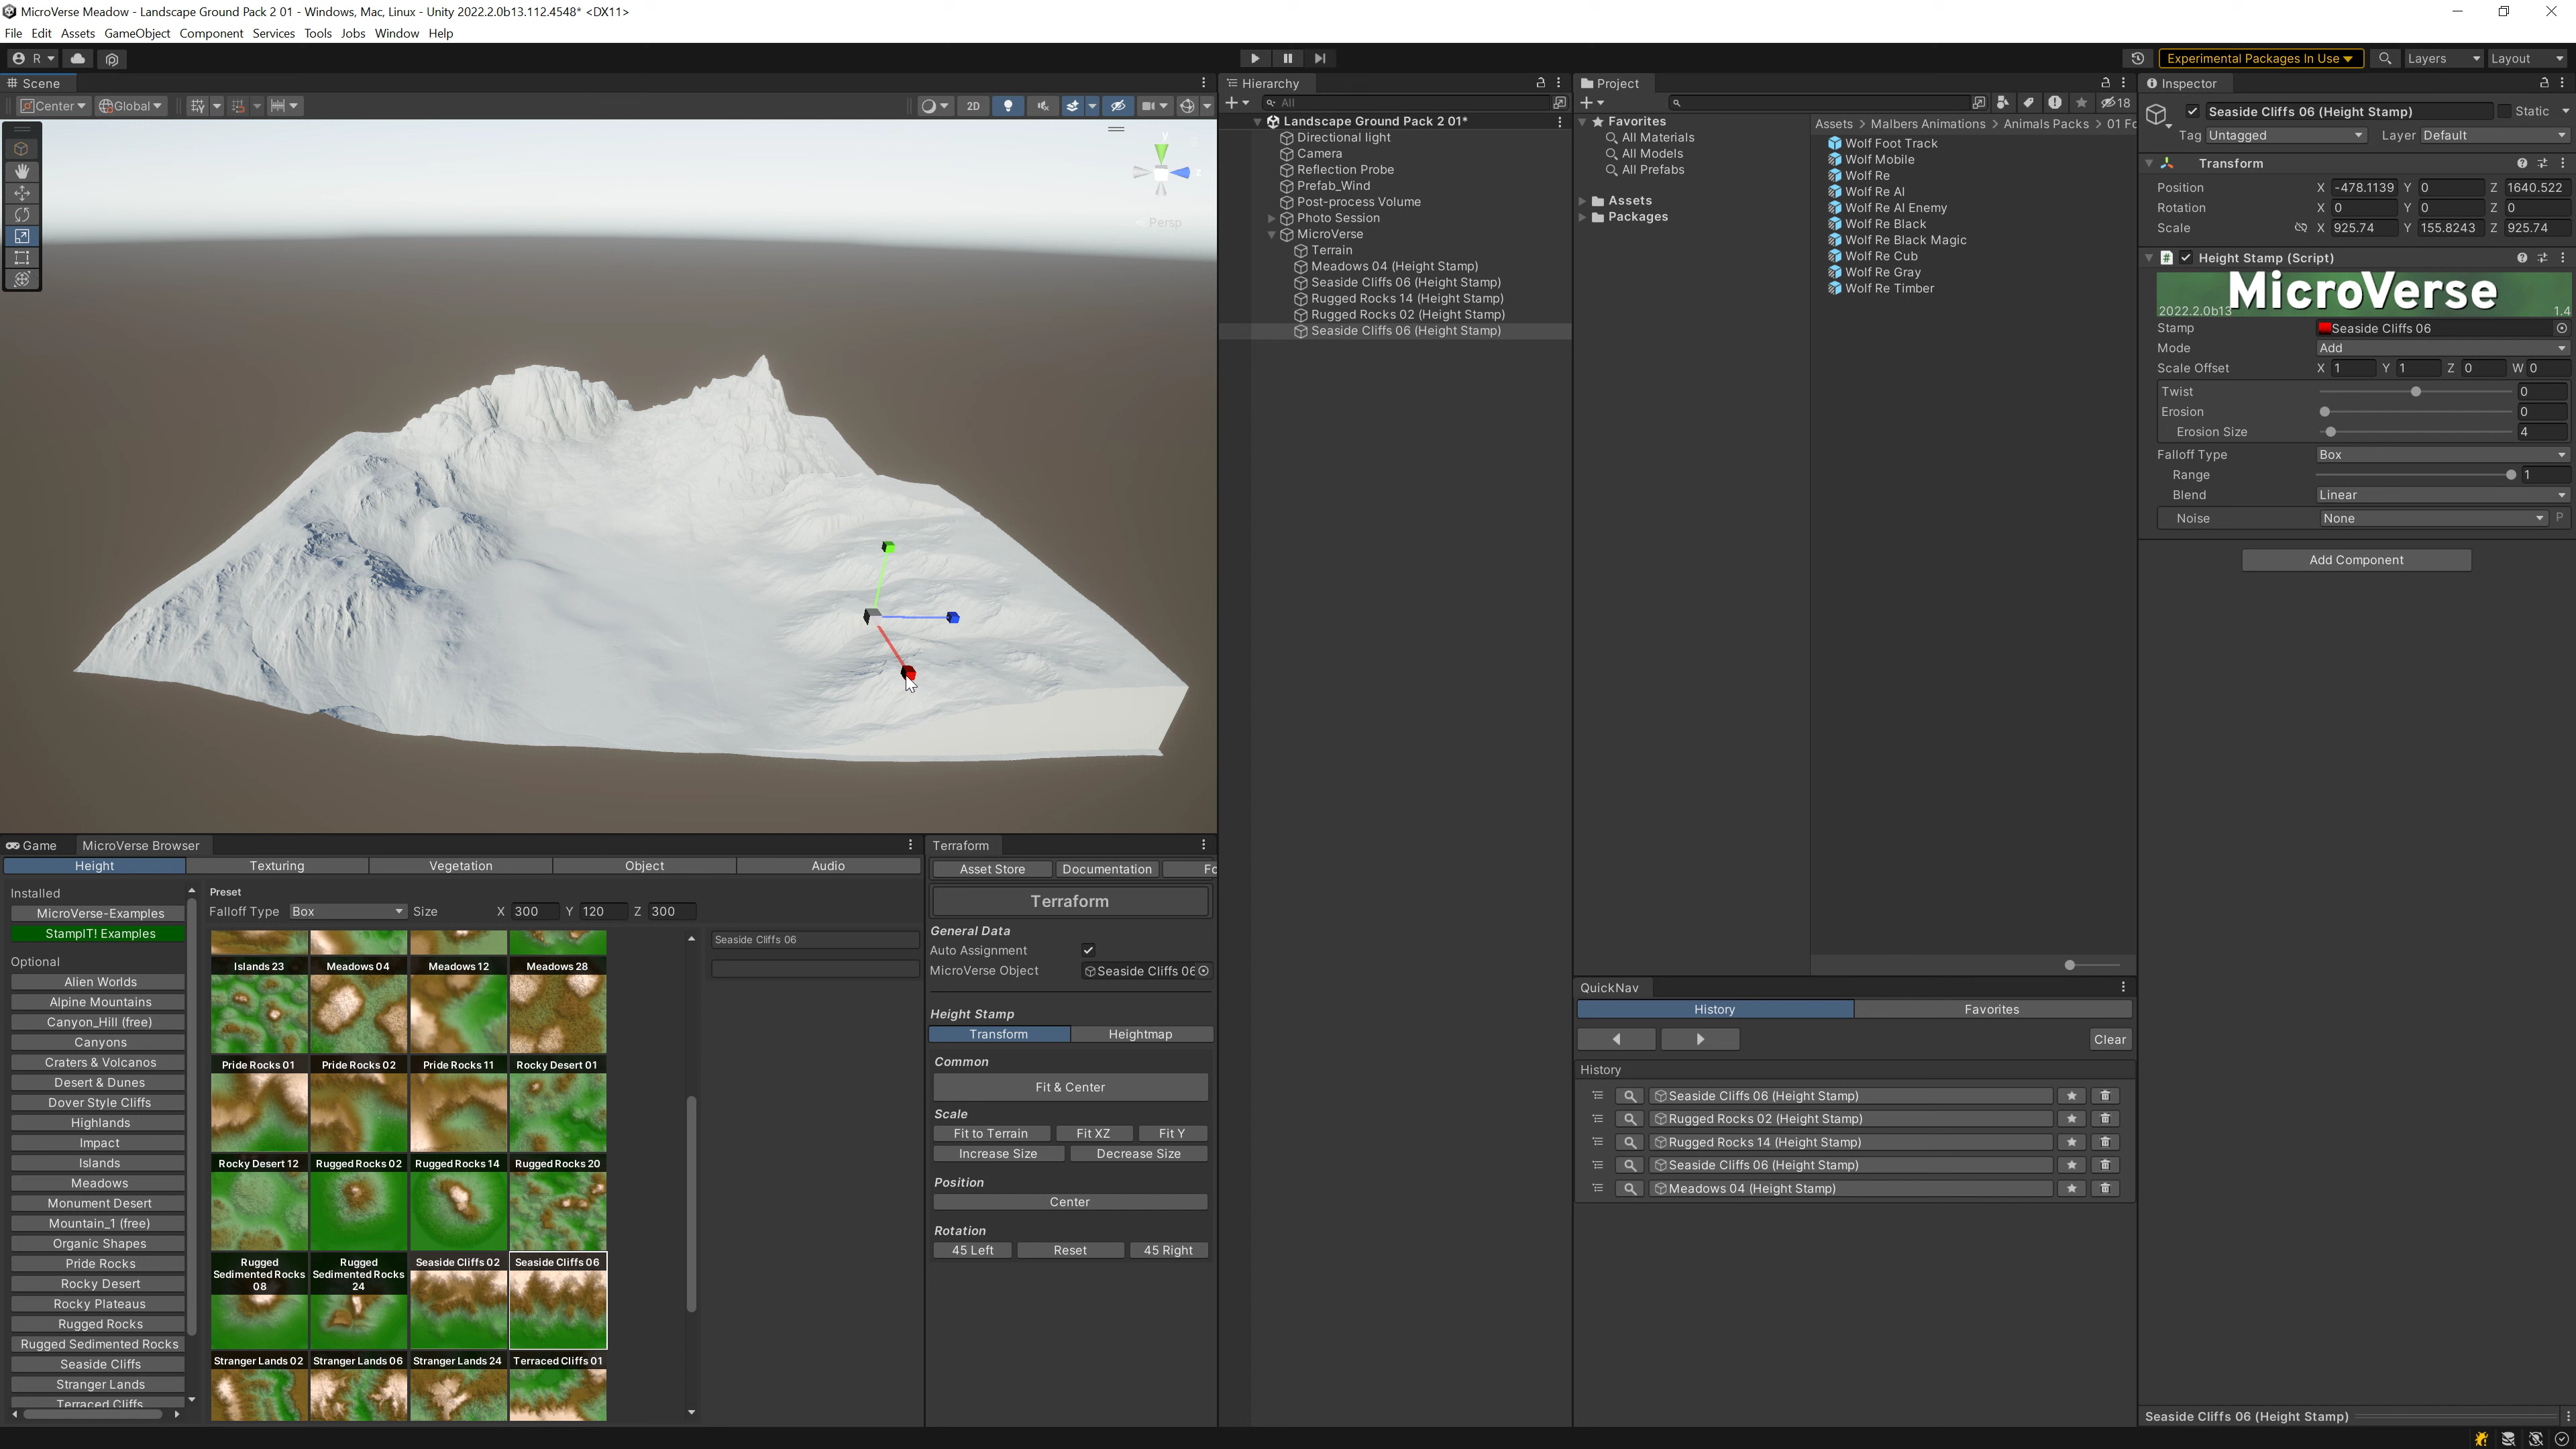 MicroVerse Meadow - Landscape Ground Pack 2 01 - Windows, Mac, Linux - Unity 2022.2.0b13.112.4548* <DX11>
File Edit Assets GameObject Component Services Tools Jobs Window Help
R
Experimental Packages In Use
Layers
Layout
Scene
Center
Global
2D
y
z
Persp
Hierarchy
All
Landscape Ground Pack 2 01*
Directional light
Camera
Reflection Probe
Prefab_Wind
Post-process Volume
Photo Session
MicroVerse
Terrain
Meadows 04 (Height Stamp)
Seaside Cliffs 06 (Height Stamp)
Rugged Rocks 14 (Height Stamp)
Rugged Rocks 02 (Height Stamp)
Seaside Cliffs 06 (Height Stamp)
Project
18
Favorites
All Materials
All Models
All Prefabs
Assets
Packages
Assets > Malbers Animations > Animals Packs > 01 Fo
Wolf Foot Track
Wolf Mobile
Wolf Re
Wolf Re AI
Wolf Re AI Enemy
Wolf Re Black
Wolf Re Black Magic
Wolf Re Cub
Wolf Re Gray
Wolf Re Timber
Inspector
Seaside Cliffs 06 (Height Stamp)
Static
Tag Untagged
Layer Default
Transform
Position X -478.1139 Y 0 Z 1640.522
Rotation X 0 Y 0 Z 0
Scale X 925.74 Y 155.8243 Z 925.74
Height Stamp (Script)
MicroVerse
2022.2.0b13
1.4
Stamp Seaside Cliffs 06
Mode Add
Scale Offset X 1 Y 1 Z 0 W 0
Twist 0
Erosion 0
Erosion Size 4
Falloff Type Box
Range 1
Blend Linear
Noise None P
Add Component
Seaside Cliffs 06 (Height Stamp)
Game
MicroVerse Browser
Height Texturing Vegetation Object Audio
Installed
MicroVerse-Examples
StampIT! Examples
Optional
Alien Worlds
Alpine Mountains
Canyon_Hill (free)
Canyons
Craters & Volcanos
Desert & Dunes
Dover Style Cliffs
Highlands
Impact
Islands
Meadows
Monument Desert
Mountain_1 (free)
Organic Shapes
Pride Rocks
Rocky Desert
Rocky Plateaus
Rugged Rocks
Rugged Sedimented Rocks
Seaside Cliffs
Stranger Lands
Terraced Cliffs
Preset
Falloff Type Box Size X 300 Y 120 Z 300
Seaside Cliffs 06
Islands 23
Meadows 04
Meadows 12
Meadows 28
Pride Rocks 01
Pride Rocks 02
Pride Rocks 11
Rocky Desert 01
Rocky Desert 12
Rugged Rocks 02
Rugged Rocks 14
Rugged Rocks 20
Rugged Sedimented Rocks 08
Rugged Sedimented Rocks 24
Seaside Cliffs 02
Seaside Cliffs 06
Stranger Lands 02
Stranger Lands 06
Stranger Lands 24
Terraced Cliffs 01
Terraform
Asset Store
Documentation
Fo
Terraform
General Data
Auto Assignment
MicroVerse Object Seaside Cliffs 06
Height Stamp
Transform
Heightmap
Common
Fit & Center
Scale
Fit to Terrain
Fit XZ
Fit Y
Increase Size
Decrease Size
Position
Center
Rotation
45 Left
Reset
45 Right
QuickNav
History
Favorites
Clear
History
Seaside Cliffs 06 (Height Stamp)
Rugged Rocks 02 (Height Stamp)
Rugged Rocks 14 (Height Stamp)
Seaside Cliffs 06 (Height Stamp)
Meadows 04 (Height Stamp)